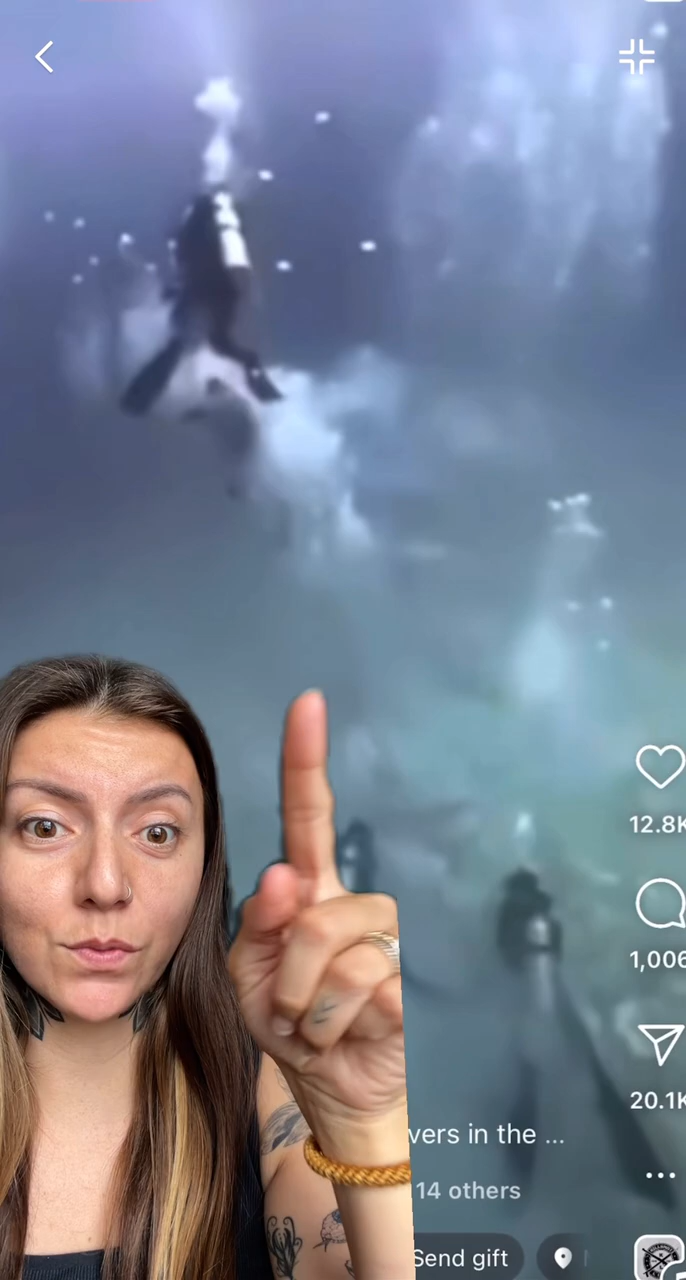 12.8K
1,006
20.1K
vers in the ...
14 others
Send gift